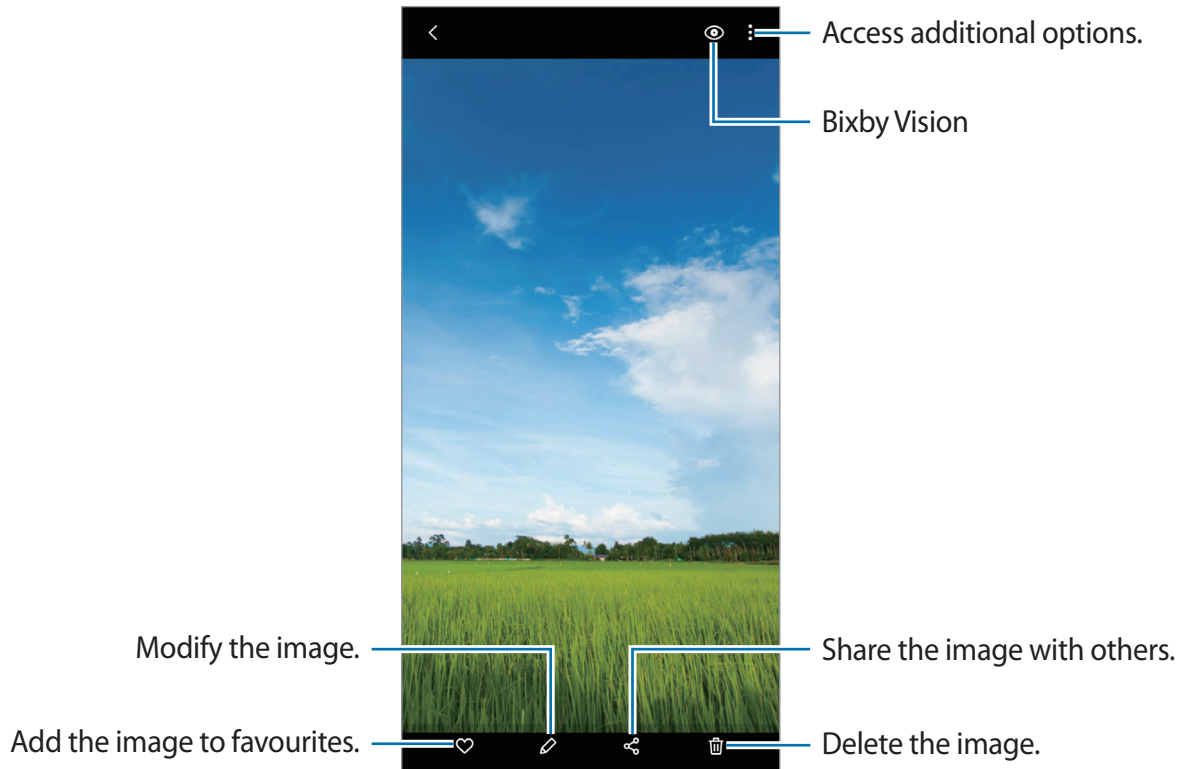 Access additional options.
Bixby Vision
Modify the image.
Share the image with others.
Add the image to favourites.
Delete the image.